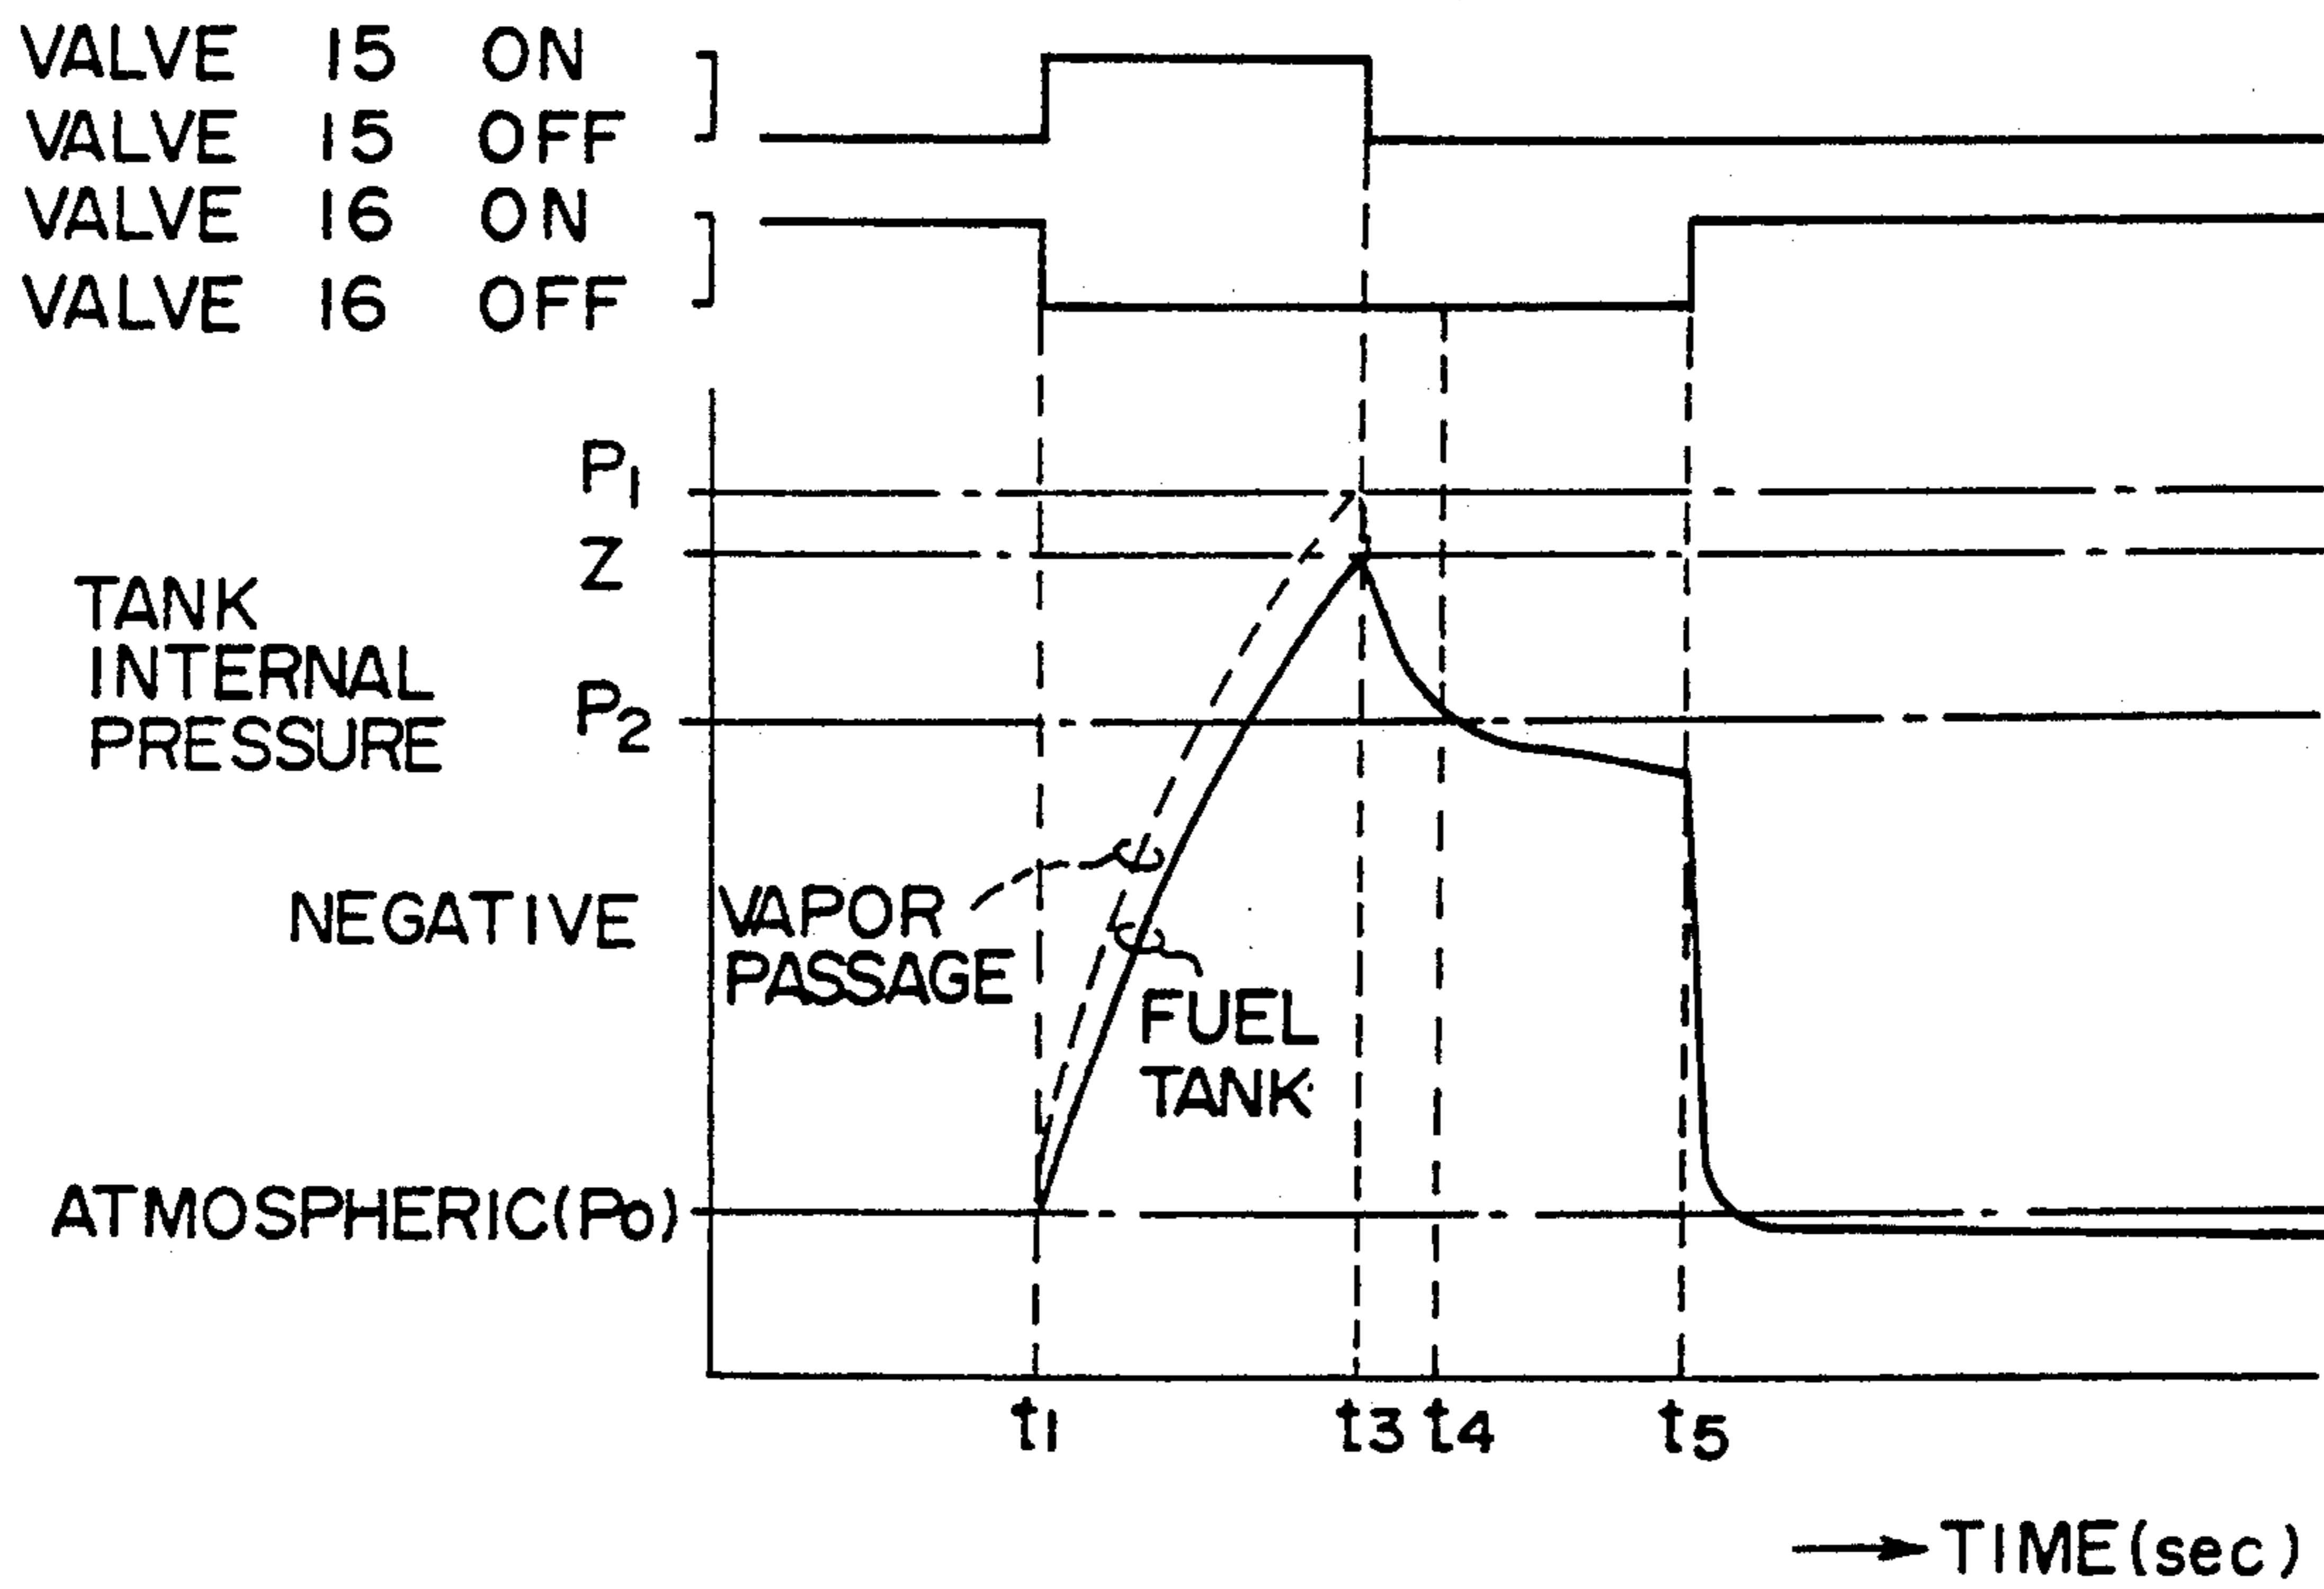 VALVE 15 ON
VALVE 15 OFF
VALVE 16 ON
VALVE 16 OFF
P1
Z
TANK
INTERNAL
PRESSURE
P2
NEGATIVE
VAPOR
PASSAGE
FUEL
TANK
ATMOSPHERIC(Po)
t1
t3
t4
t5
TIME(sec)